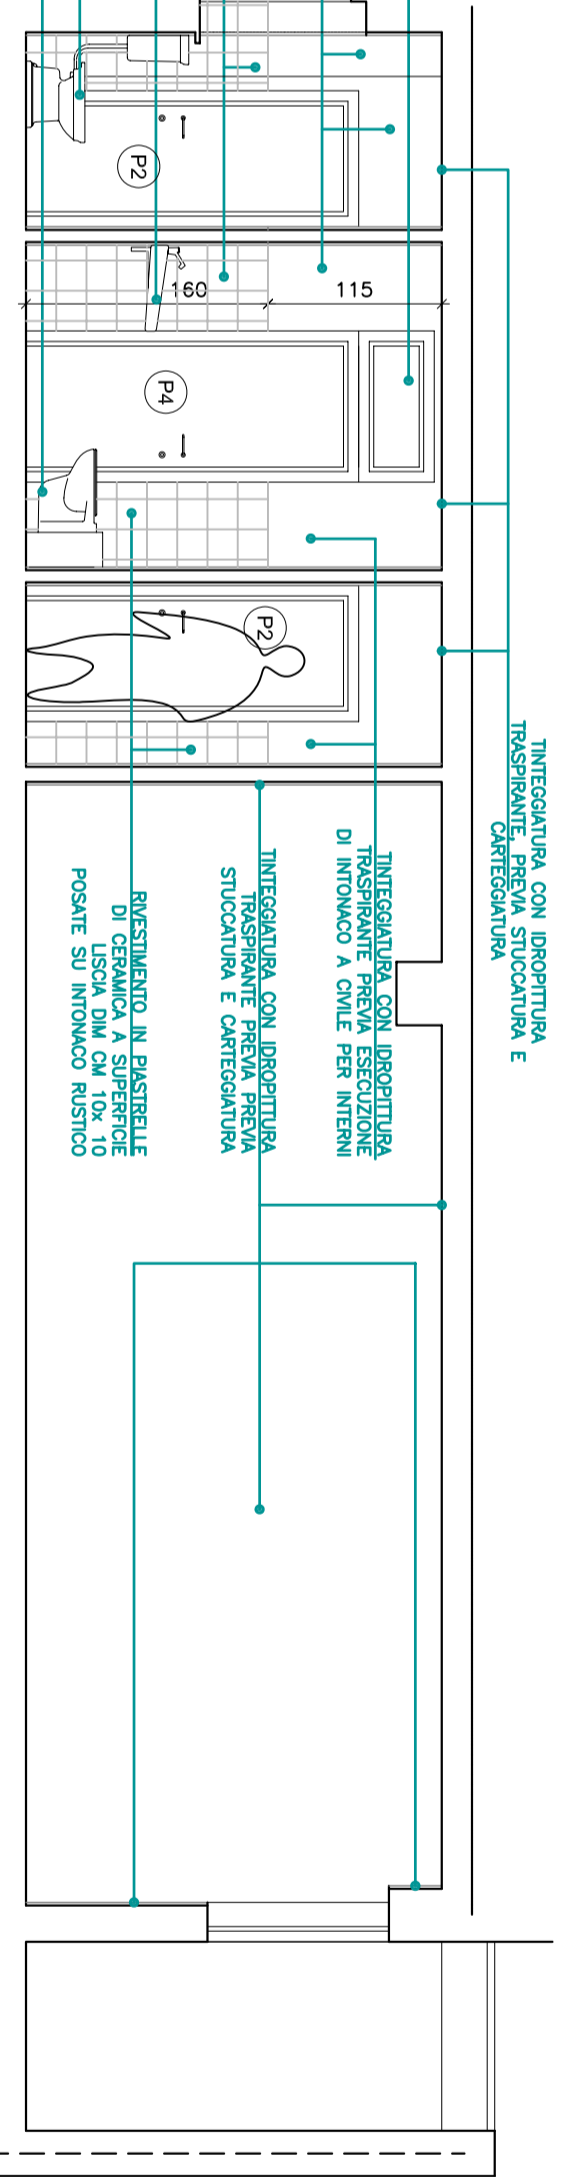 TINTEGGIATURA CON IDROPITTURA
TRASPIRANTE, PREVIA STUCCATURA E
CARTEGGIATURA
TINTEGGIATURA CON IDROPITTURA
TRASPIRANTE PREVIA ESECUZIONE
DI INTONACO A CIVILE PER INTERNI
TINTEGGIATURA CON IDROPITTURA
TRASPIRANTE PREVIA PREVIA
STUCCATURA E CARTEGGIATURA
RIVESTIMENTO IN PIASTRELLE
DI CERAMICA A SUPERFICIE
LISCIA DIM CM 10x 10
POSATE SU INTONACO RUSTICO
P2
160
115
P4
P2